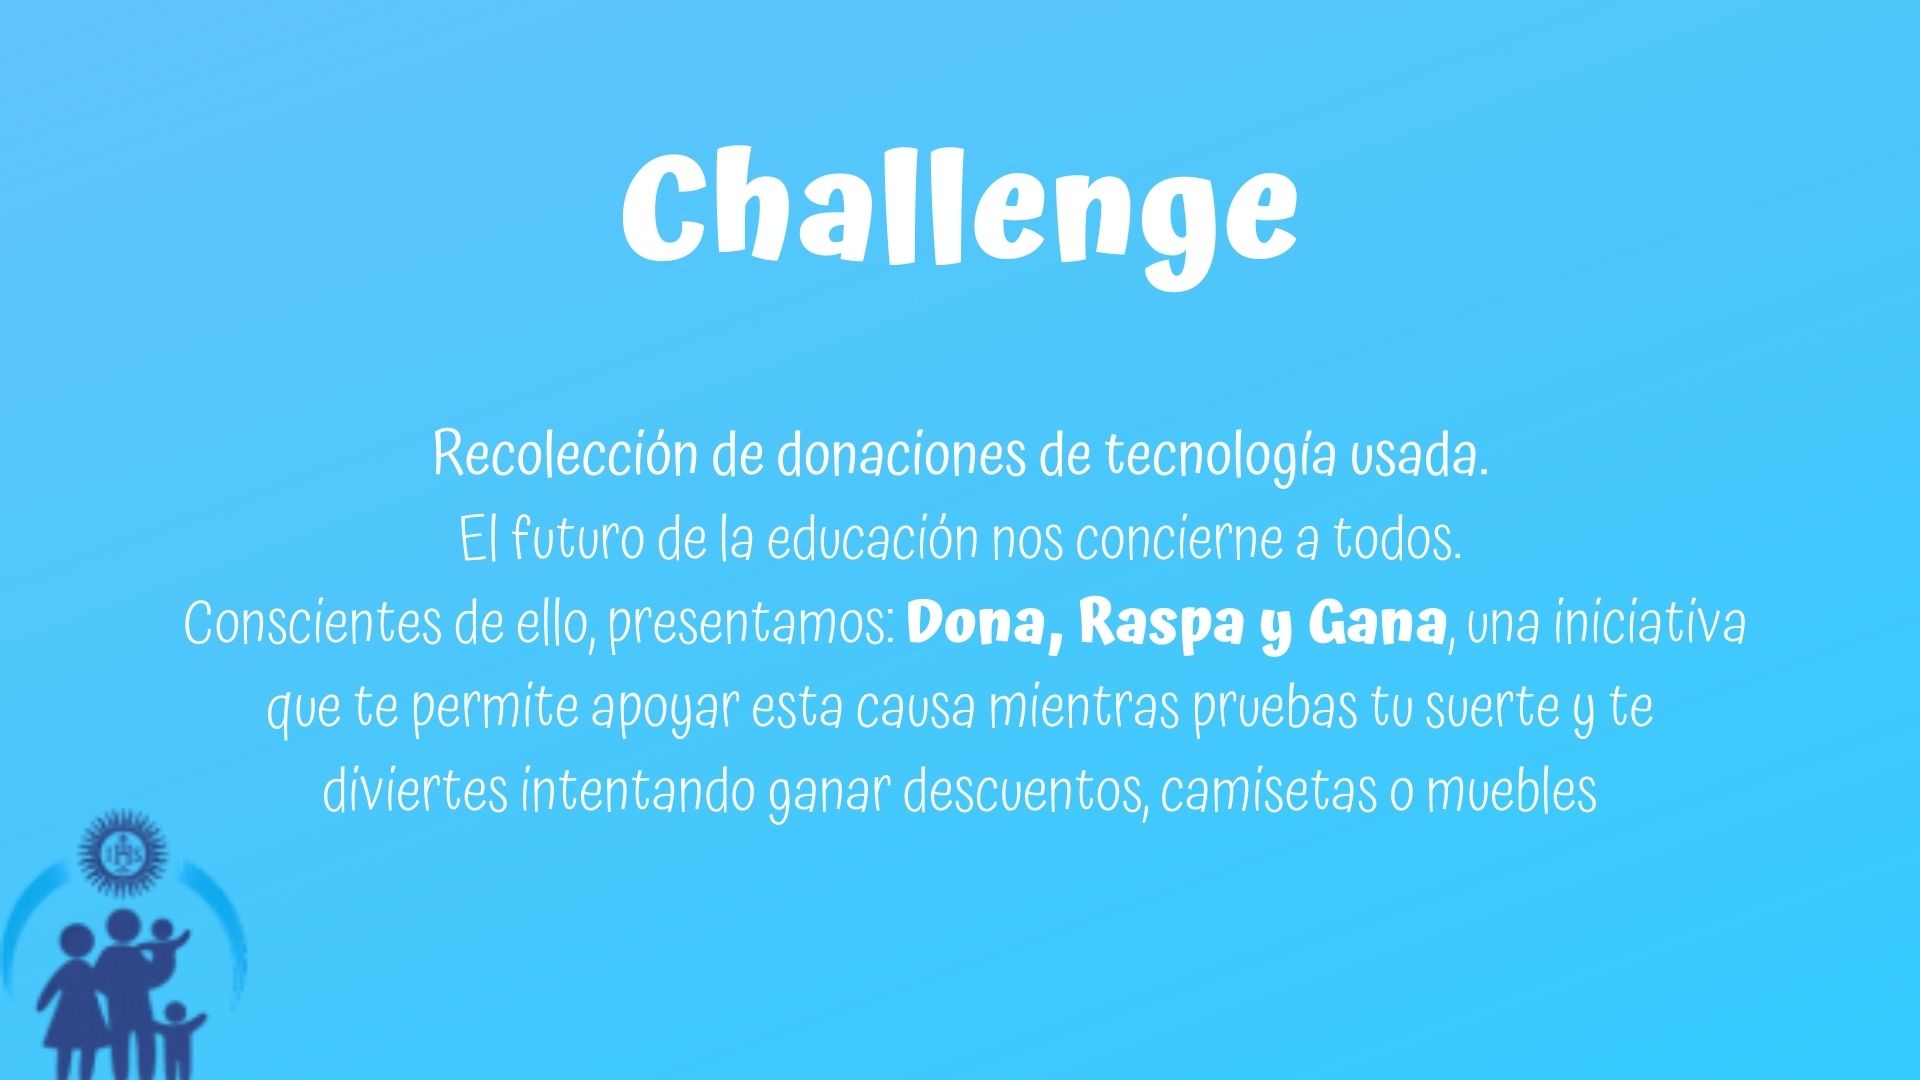 Challenge
Recolección de donaciones de tecnología usada.
El futuro de la educación nos concierne a todos.
Conscientes de ello, presentamos: Dona, Raspa y Gana, una iniciativa
que te permite apoyar esta causa mientras pruebas tu suerte y te
diviertes intentando ganar descuentos, camisetas o muebles
IHS